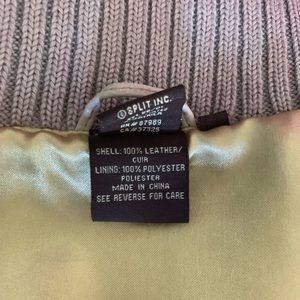 © SPLIT INC.
87989
CA # 37325
SHELL: 100% LEATHER/
CUIR
LINING: 100% POLYESTER
POLIESTER
MADE IN CHINA
SEE REVERSE FOR CARE